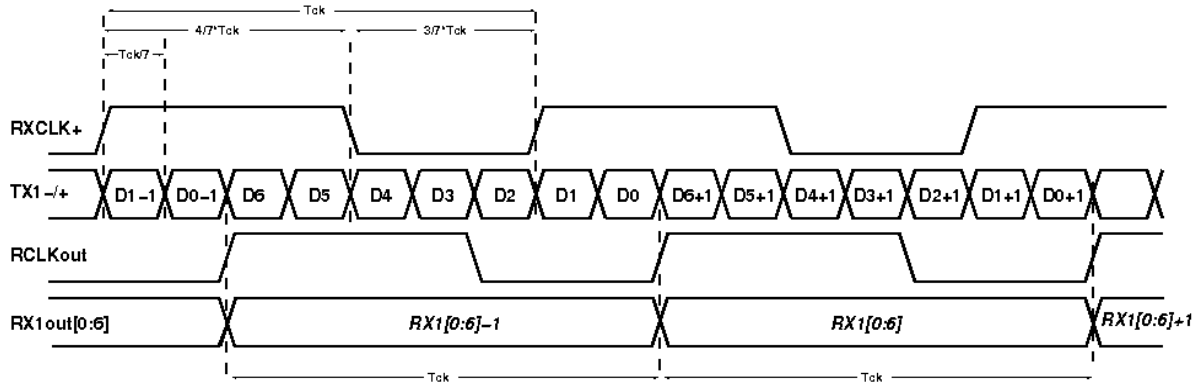 Tck
4/7*Tck 3/7*Tck
Tck/7
RXCLK+
TX1-/+ D1-1 D0-1 D6 D5 D4 D3 D2 D1 D0 D6+1 D5+1 D4+1 D3+1 D2+1 D1+1 D0+1
RCLKout
RX1out[0:6] RX1[0:6]-1 RX1[0:6] RX1[0:6]+1
Tck Tck